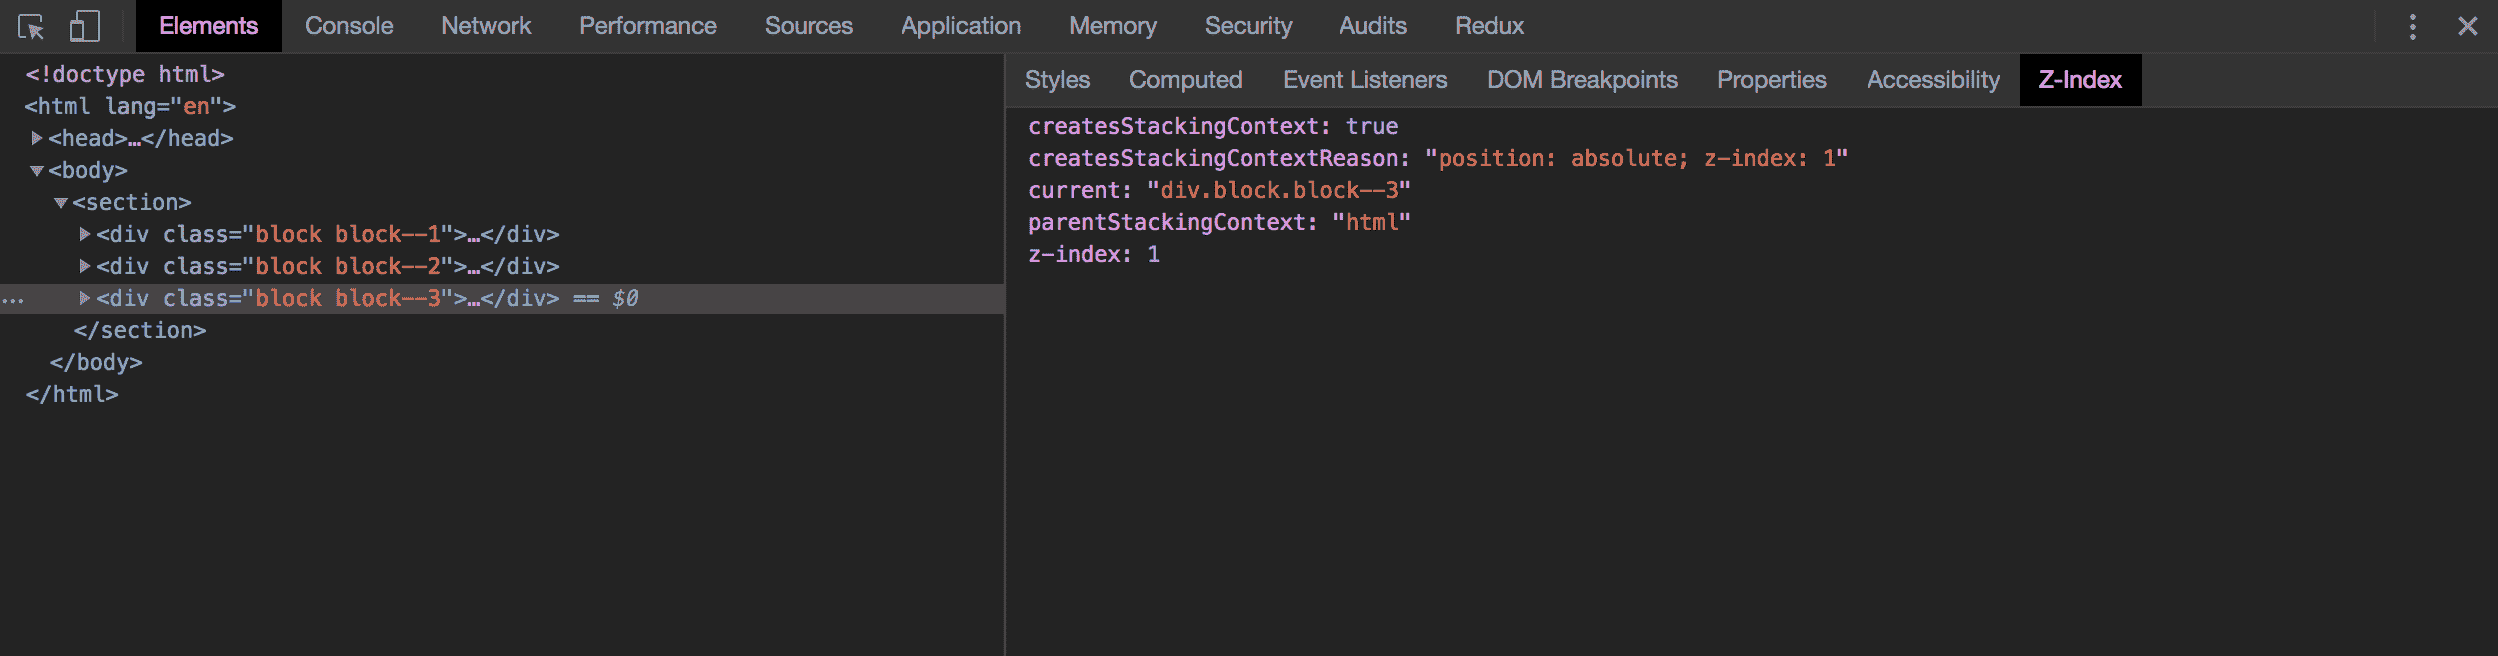 Elements Console Network Performance Sources Application Memory Security Audits Redux
<!doctype html>
<html lang="en">
<head>…</head>
<body>
<section>
<div class="block block--1">…</div>
<div class="block block--2">…</div>
... <div class="block block--3">…</div> == $0
</section>
</body>
</html>
Styles Computed Event Listeners DOM Breakpoints Properties Accessibility Z-Index
createsStackingContext: true
createsStackingContextReason: "position: absolute; z-index: 1"
current: "div.block.block--3"
parentStackingContext: "html"
z-index: 1